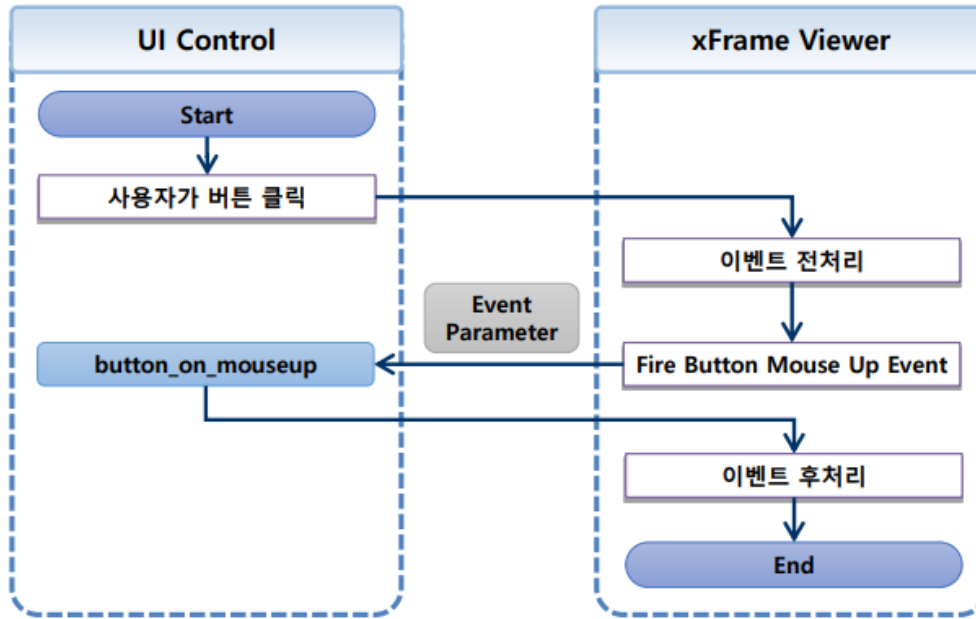 UI Control
xFrame Viewer
Start
사용자가 버튼 클릭
이벤트 전처리
Event
Parameter
button_on_mouseup
Fire Button Mouse Up Event
이벤트 후처리
End